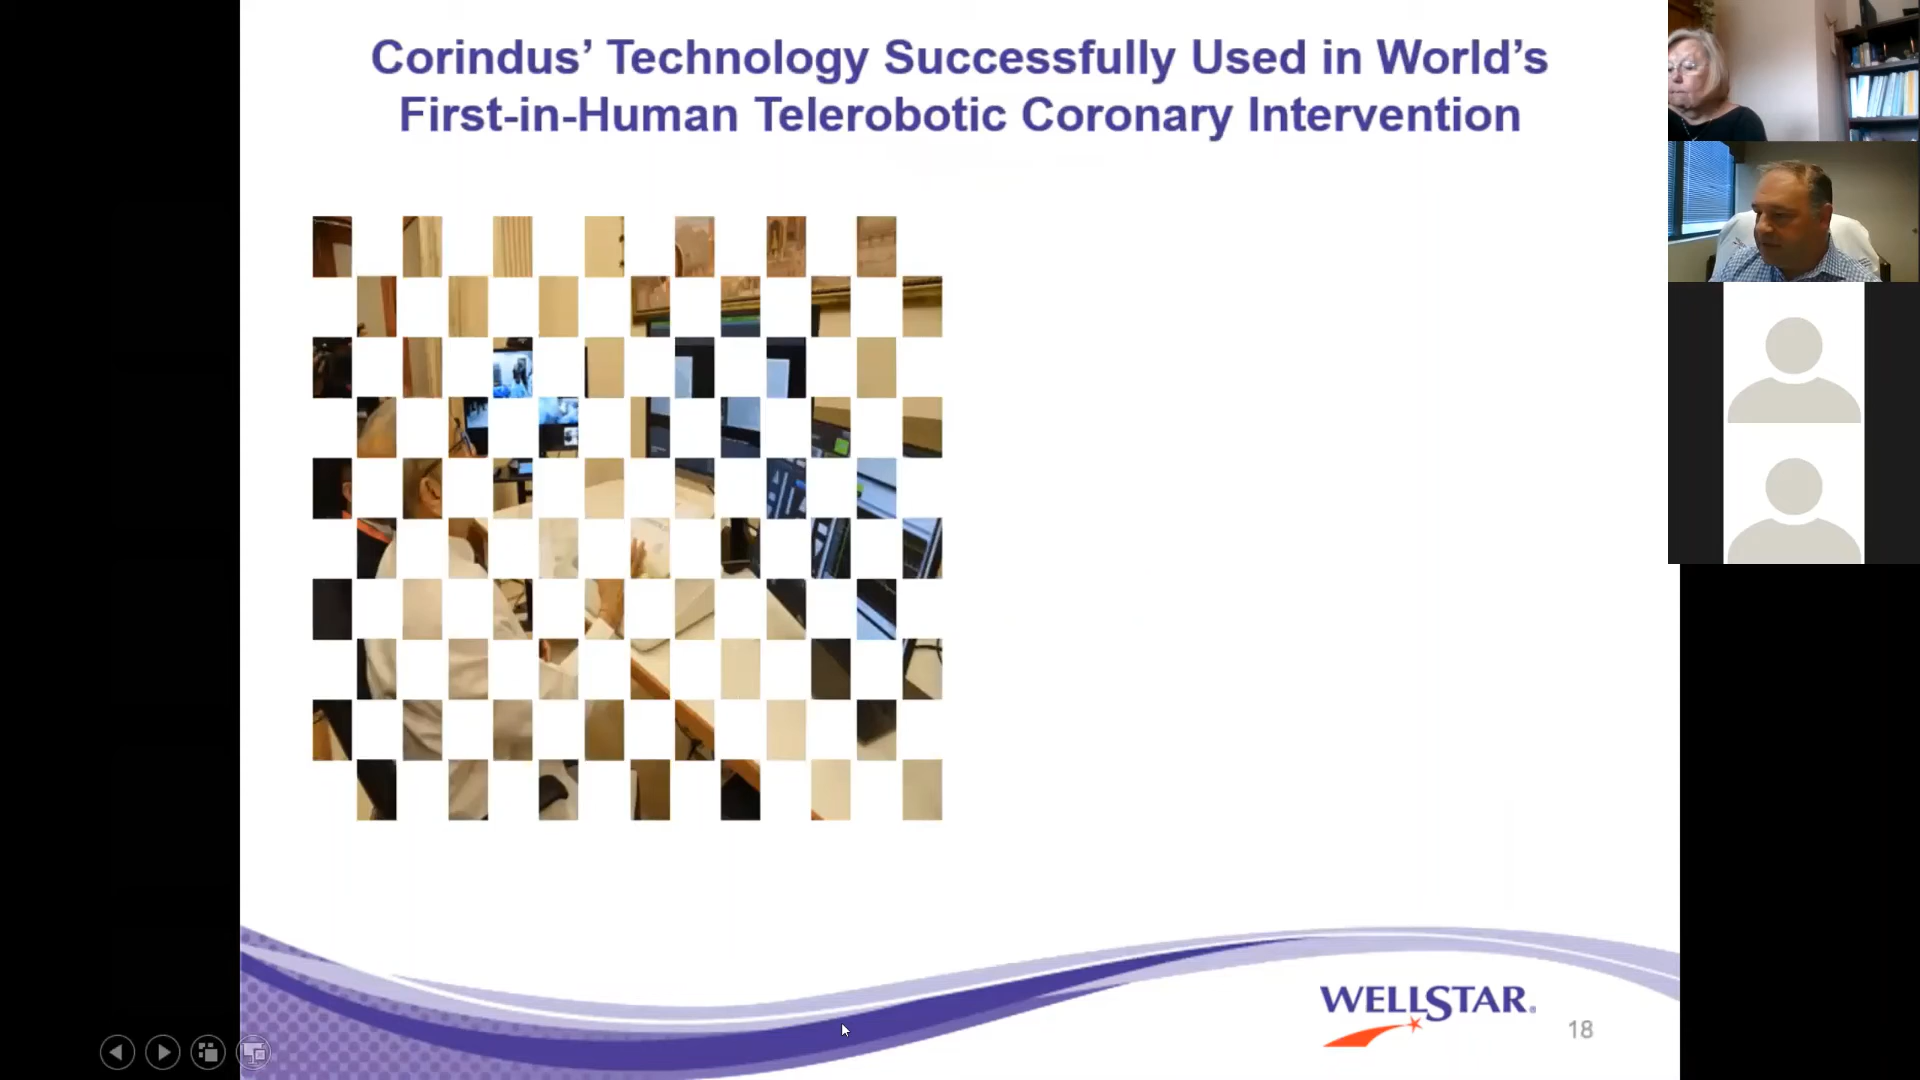 Corindus’ Technology Successfully Used in World’s
First-in-Human Telerobotic Coronary Intervention
WELLSTAR®
18